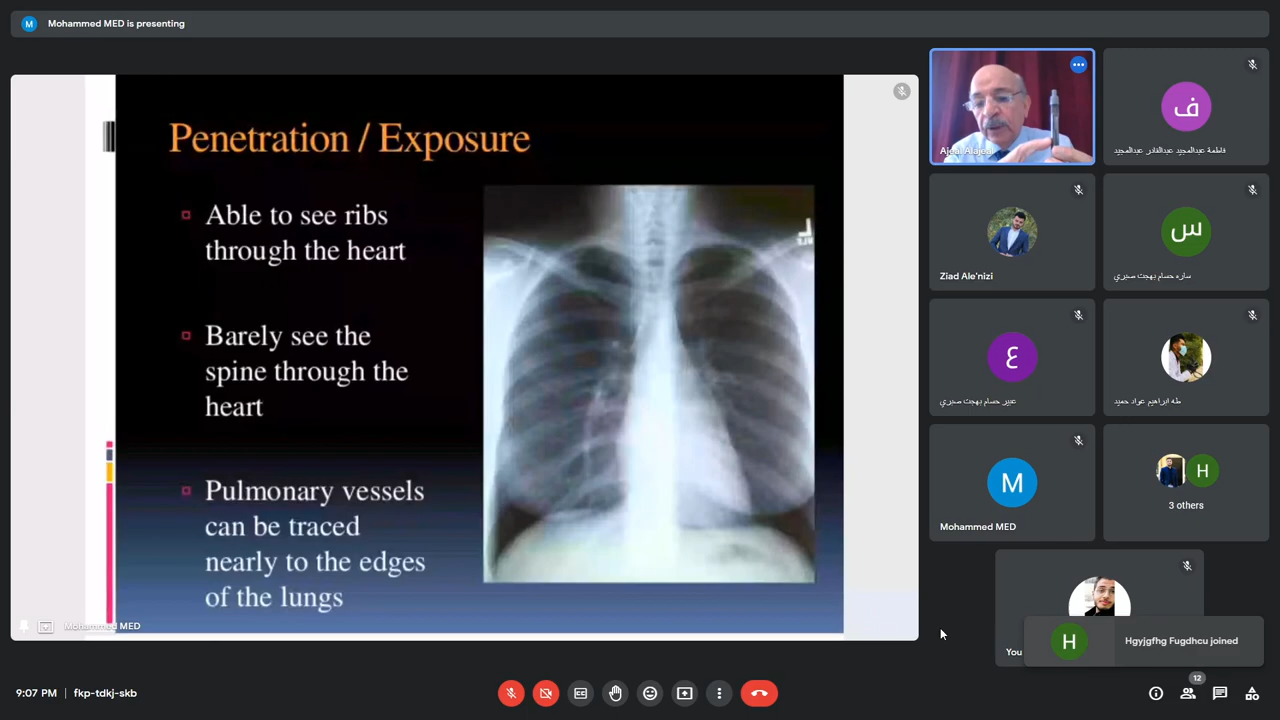 M
Mohammed MED is presenting
Penetration / Exposure
Able to see ribs
through the heart
Barely see the
spine through the
heart
Pulmonary vessels
can be traced
nearly to the edges
of the lungs
L
Mohammed MED
ف
فاطمة عبدالمجيد عبدالقادر عبدالمجيد
Ziad Ale'nizi
س
ساره حسام بهجت صبري
ع
عبير حسام بهجت صبري
طه ابراهيم عواد حميد
M
Mohammed MED
H
3 others
You
H
Hgyjgfhg Fugdhcu joined
9:07 PM | fkp-tdkj-skb
CC
12